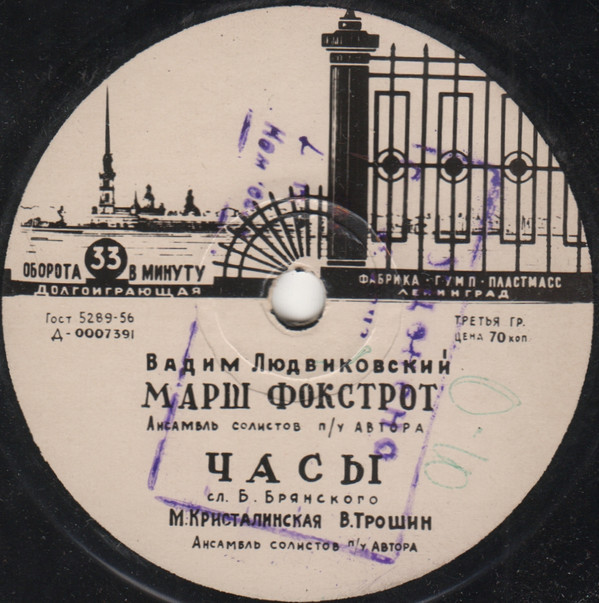 ОБОРОТА 33 В МИНУТУ
ДОЛГОИГРАЮЩАЯ
ФАБРИКА·ГУМП·ПЛАСТМАСС
ЛЕНИНГРАД
Гост 5289-56
Д-0007391
ТРЕТЬЯ ГР.
ЦЕНА 70 КОП.
Вадим Людвиковский
МАРШ ФОКСТРОТ
Ансамбль солистов п/у АВТОРА
ЧАСЫ
сл. Б. Брянского
М.Кристалинская В.Трошин
Ансамбль солистов п/у АВТОРА